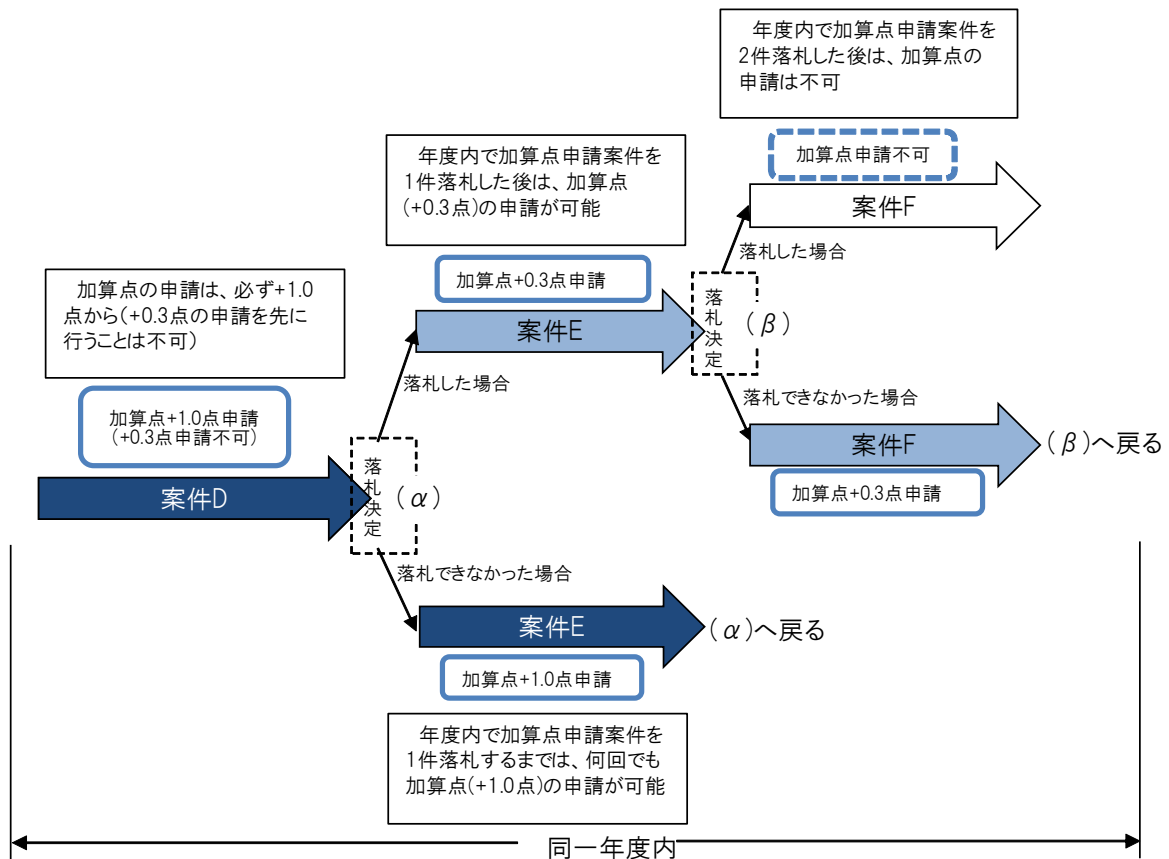 年度内で加算点申請案件を
2件落札した後は、加算点の
申請は不可
加算点申請不可
案件F
年度内で加算点申請案件を
1件落札した後は、加算点
(+0.3点)の申請が可能
落札した場合
加算点+0.3点申請
案件E
落札決定
(β)
加算点の申請は、必ず+1.0
点から(+0.3点の申請を先に
行うことは不可)
落札した場合
落札できなかった場合
加算点+1.0点申請
(+0.3点申請不可)
案件F
(β)へ戻る
加算点+0.3点申請
案件D
落札決定
(α)
落札できなかった場合
案件E
(α)へ戻る
加算点+1.0点申請
年度内で加算点申請案件を
1件落札するまでは、何回でも
加算点(+1.0点)の申請が可能
同一年度内